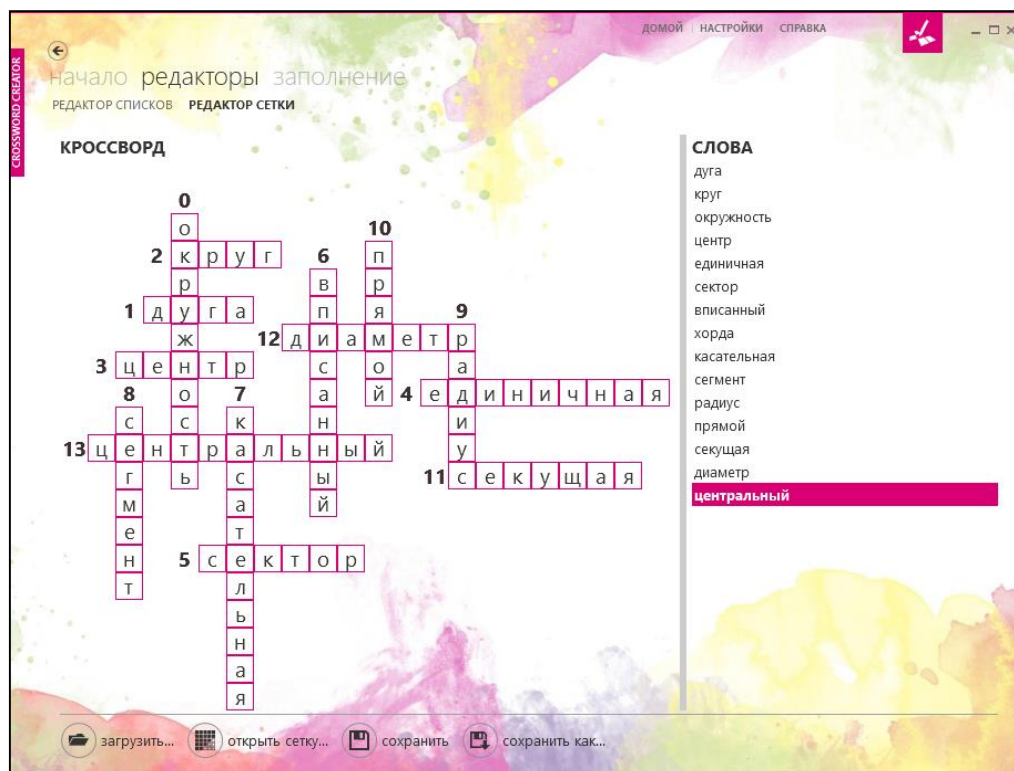 CROSSWORD CREATOR
ДОМОЙ НАСТРОЙКИ СПРАВКА
начало редакторы заполнение
РЕДАКТОР СПИСКОВ РЕДАКТОР СЕТКИ
КРОССВОРД
0 окружность
10 прямой
2 круг
6 вписанный
1 дуга
9 радиус
12 диаметр
3 центр
4 единичная
8 сегмент
7 касательная
13 центральный
11 секущая
5 сектор
СЛОВА
дуга
круг
окружность
центр
единичная
сектор
вписанный
хорда
касательная
сегмент
радиус
прямой
секущая
диаметр
центральный
загрузить... открыть сетку... сохранить сохранить как...